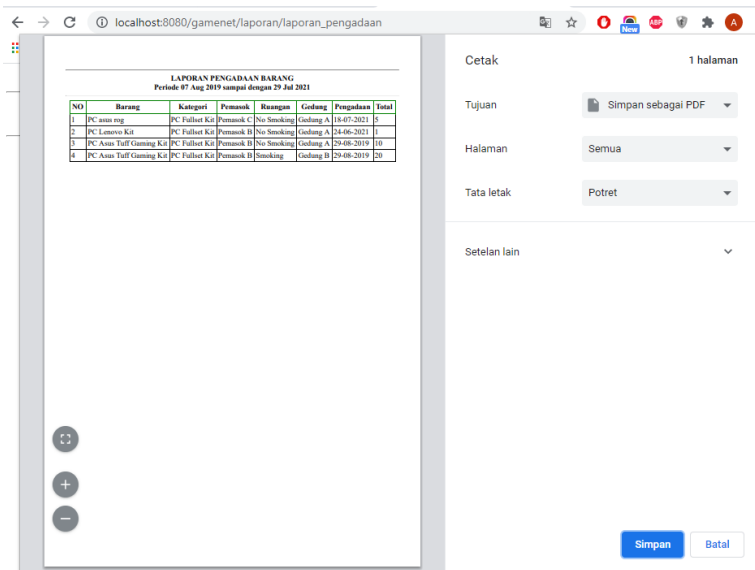 localhost:8080/gamenet/laporan/laporan_pengadaan
New
ABP
A
LAPORAN PENGADAAN BARANG
Periode 07 Aug 2019 sampai dengan 29 Jul 2021
NO Barang Kategori Pemasok Ruangan Gedung Pengadaan Total
1 PC asus rog PC Fullset Kit Pemasok C No Smoking Gedung A 18-07-2021 5
2 PC Lenovo Kit PC Fullset Kit Pemasok B No Smoking Gedung A 24-06-2021 1
3 PC Asus Tuff Gaming Kit PC Fullset Kit Pemasok B No Smoking Gedung A 29-08-2019 10
4 PC Asus Tuff Gaming Kit PC Fullset Kit Pemasok B Smoking Gedung B 29-08-2019 20
Cetak 1 halaman
Tujuan Simpan sebagai PDF
Halaman Semua
Tata letak Potret
Setelan lain
Simpan Batal